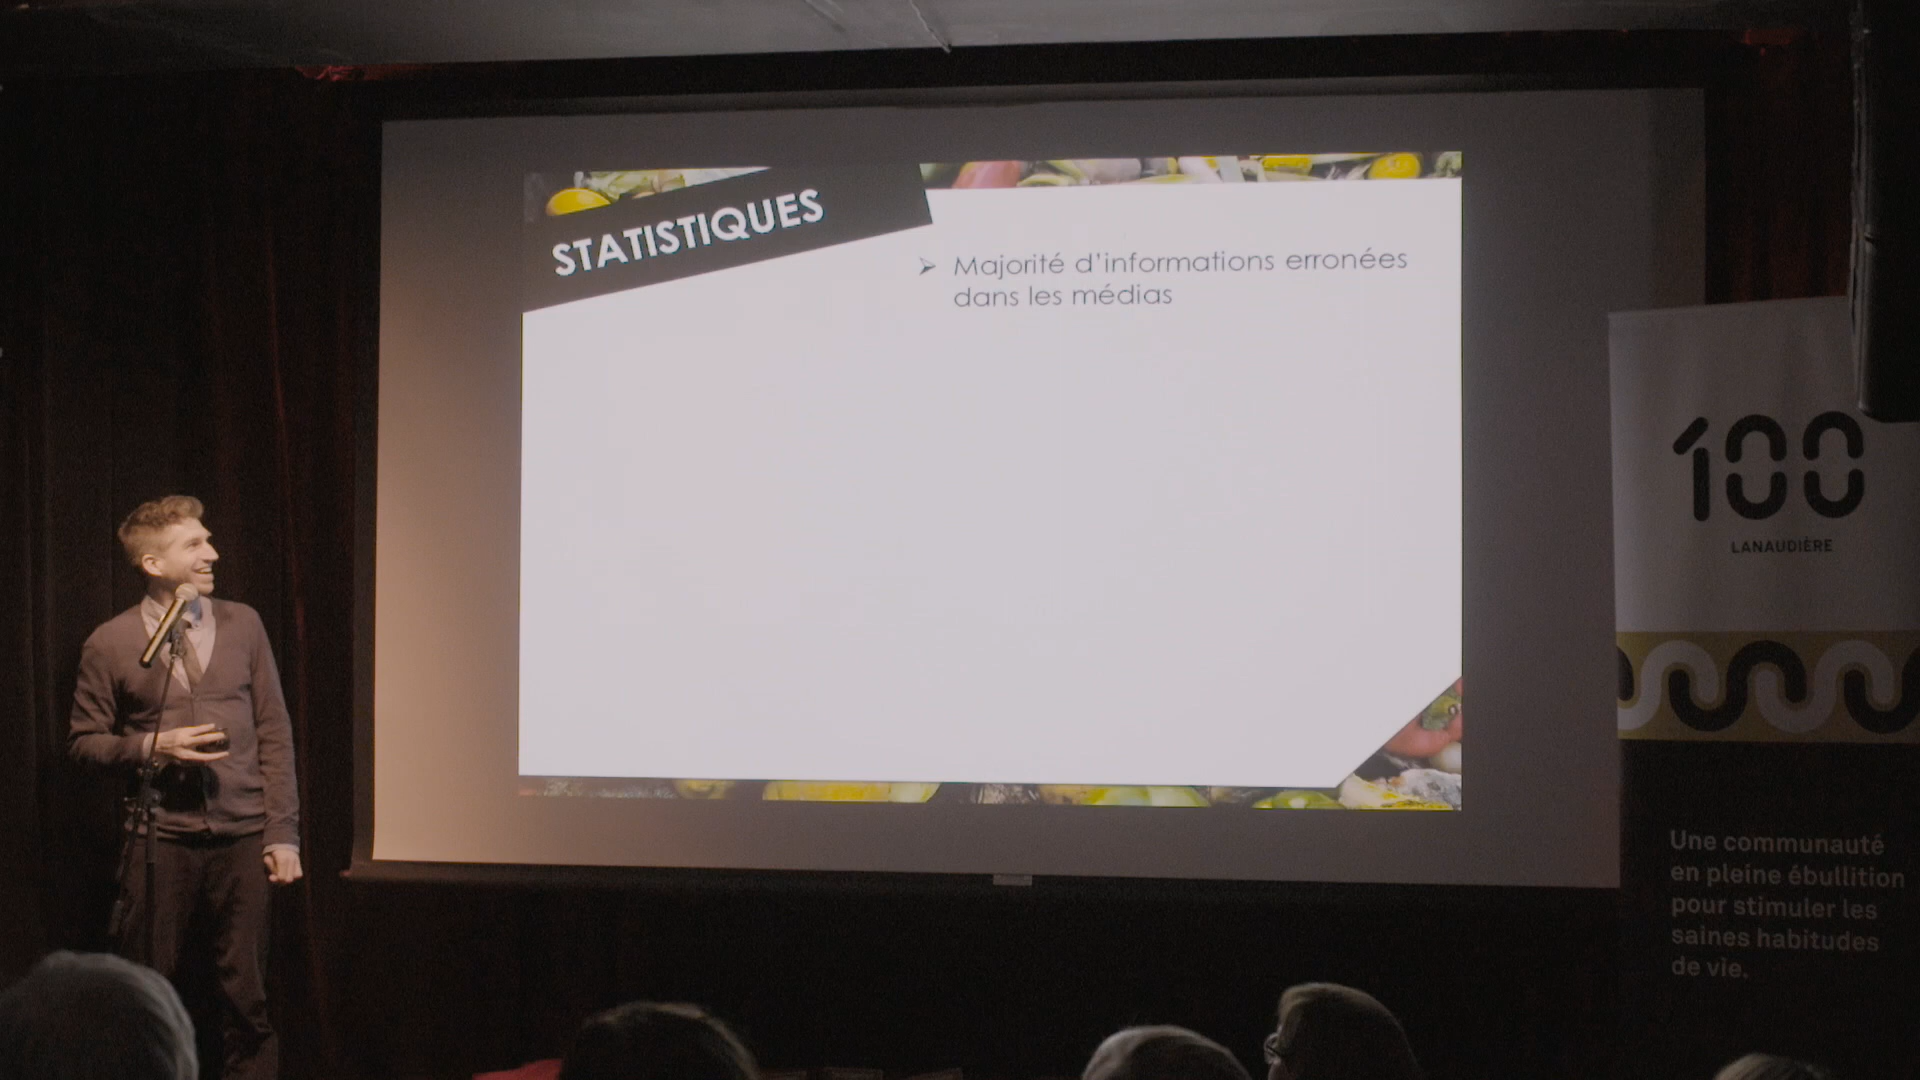 STATISTIQUES
➢ Majorité d'informations erronées
dans les médias
100
LANAUDIÈRE
Une communauté
en pleine ébullition
pour stimuler les
saines habitudes
de vie.